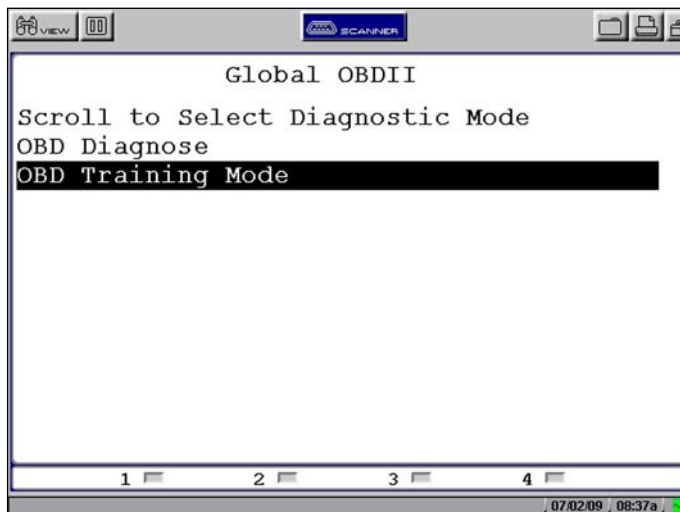 VIEW
SCANNER
Global OBDII
Scroll to Select Diagnostic Mode
OBD Diagnose
OBD Training Mode
1 2 3 4
07/02/09 08:37a